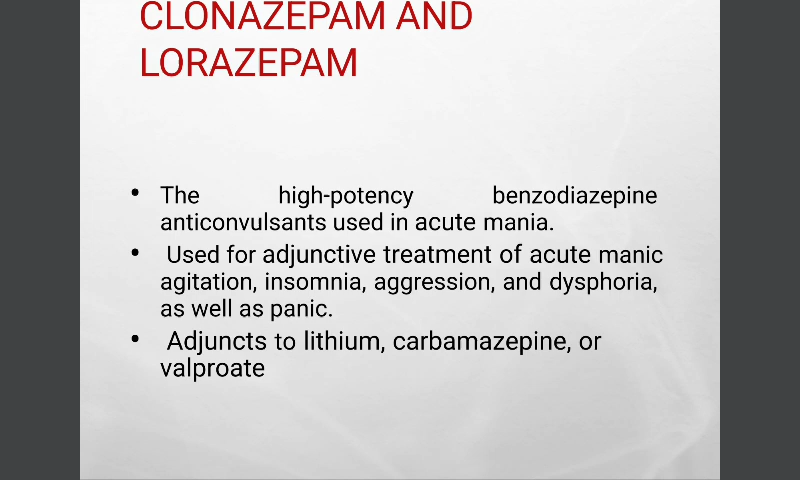 CLONAZEPAM AND
LORAZEPAM
• The high-potency benzodiazepine
anticonvulsants used in acute mania.
• Used for adjunctive treatment of acute manic
agitation, insomnia, aggression, and dysphoria,
as well as panic.
• Adjuncts to lithium, carbamazepine, or
valproate